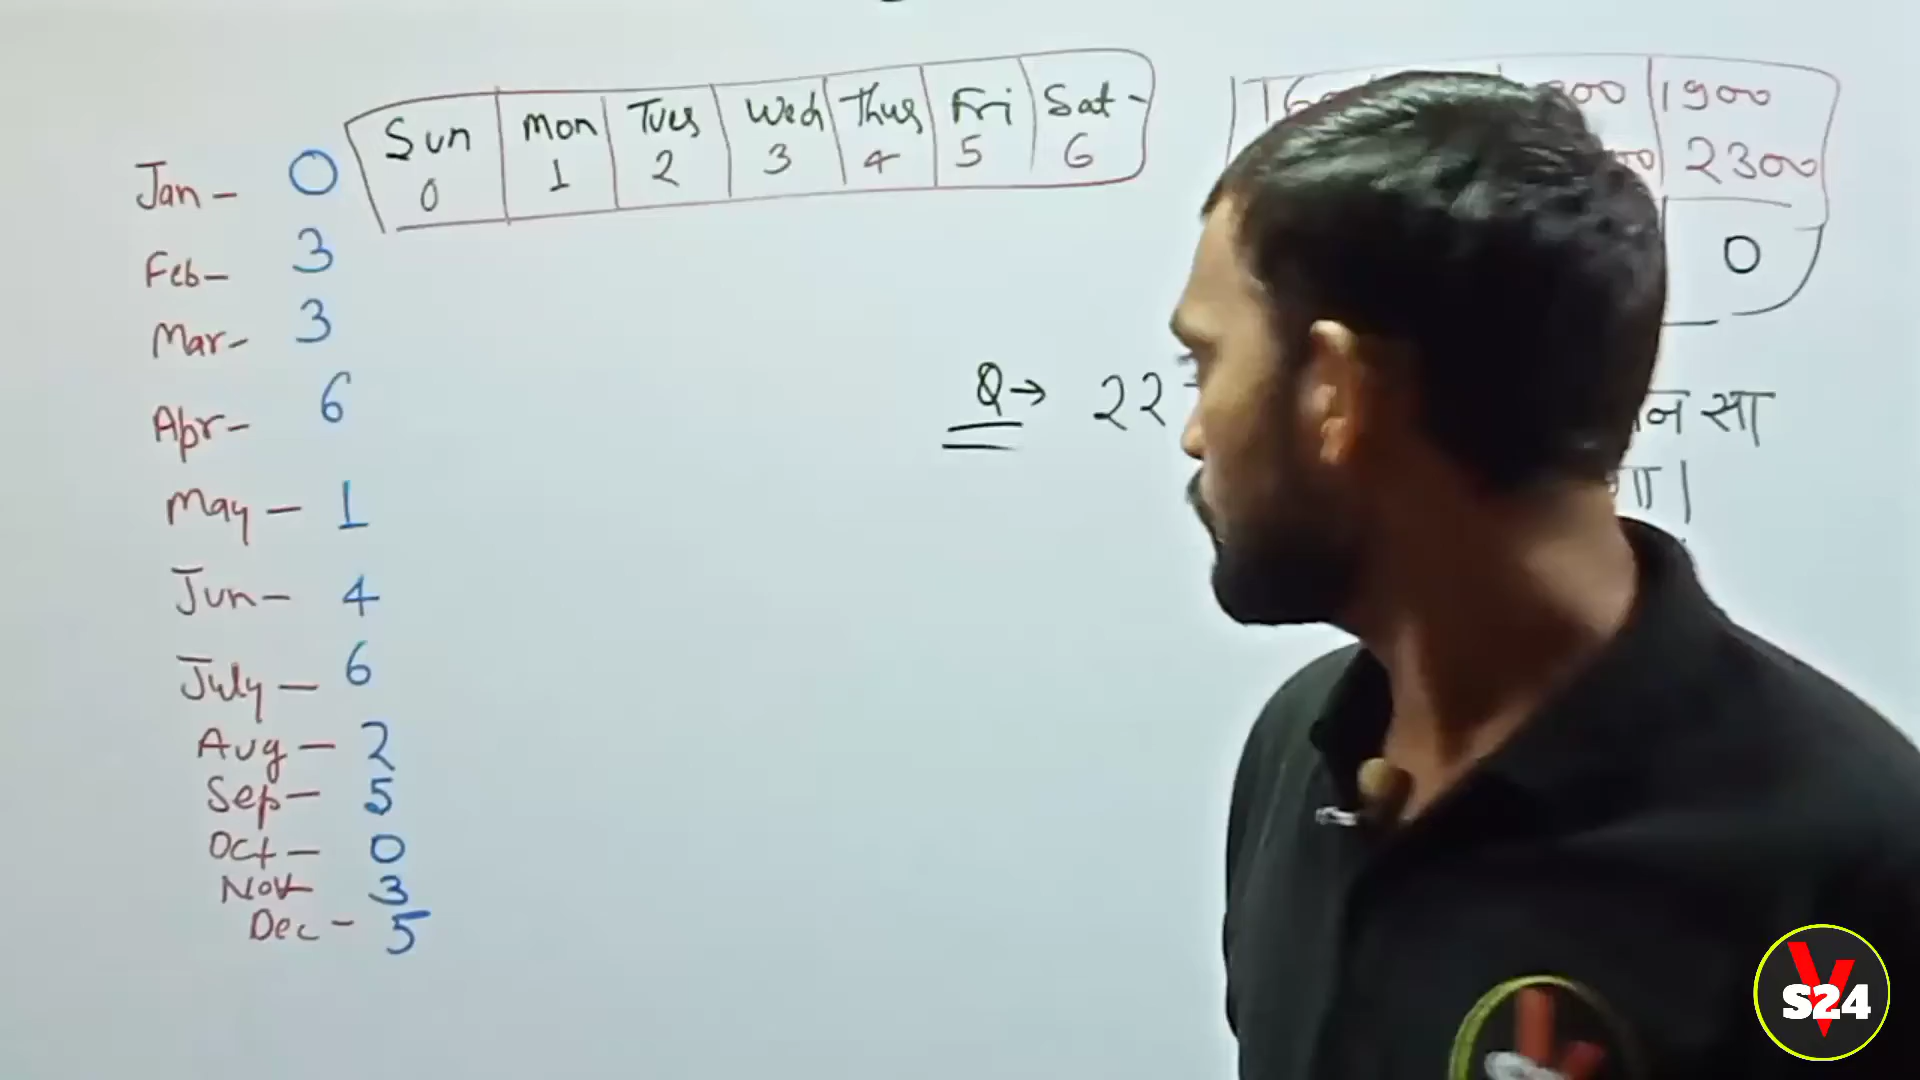 Sun mon Tues Wed Thus Fri Sat-
0 1 2 3 4 5 6
Jan - 0
Feb - 3
Mar - 3
Apr - 6
May - 1
Jun - 4
July - 6
Aug - 2
Sep - 5
Oct - 0
Nov 3
Dec - 5
1900
2300
0
Q→ 22
सा
VS24